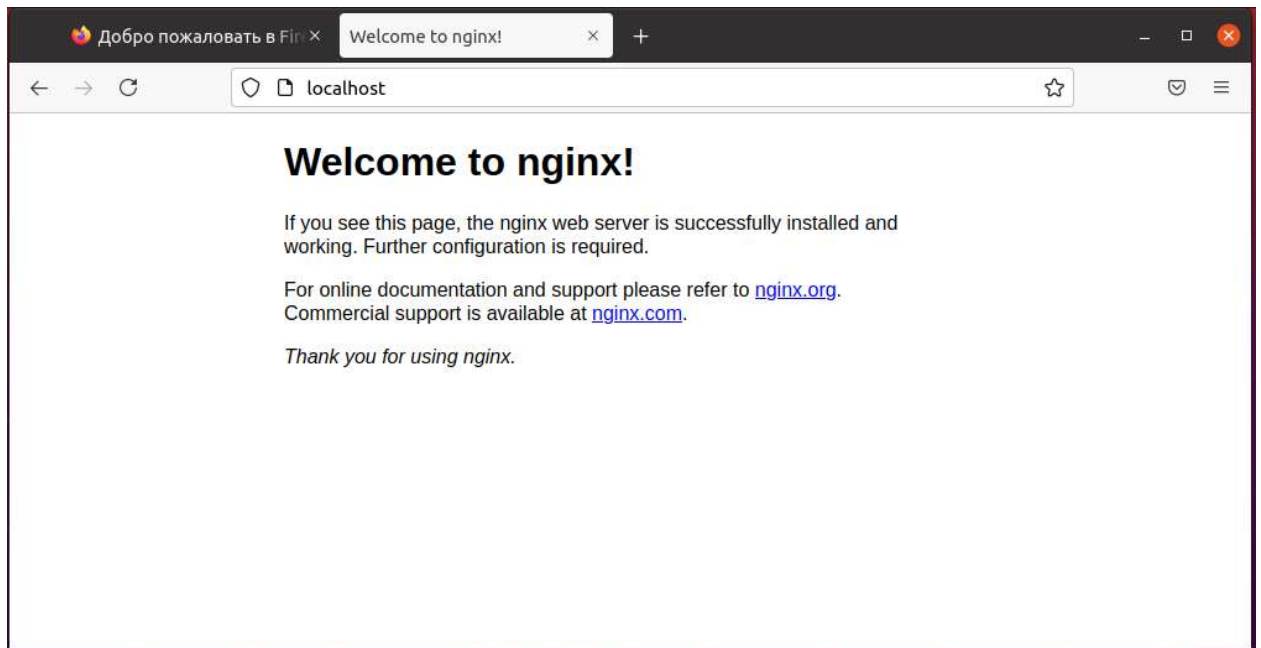 Добро пожаловать в Fir
Welcome to nginx!
localhost
Welcome to nginx!
If you see this page, the nginx web server is successfully installed and
working. Further configuration is required.
For online documentation and support please refer to nginx.org.
Commercial support is available at nginx.com.
Thank you for using nginx.